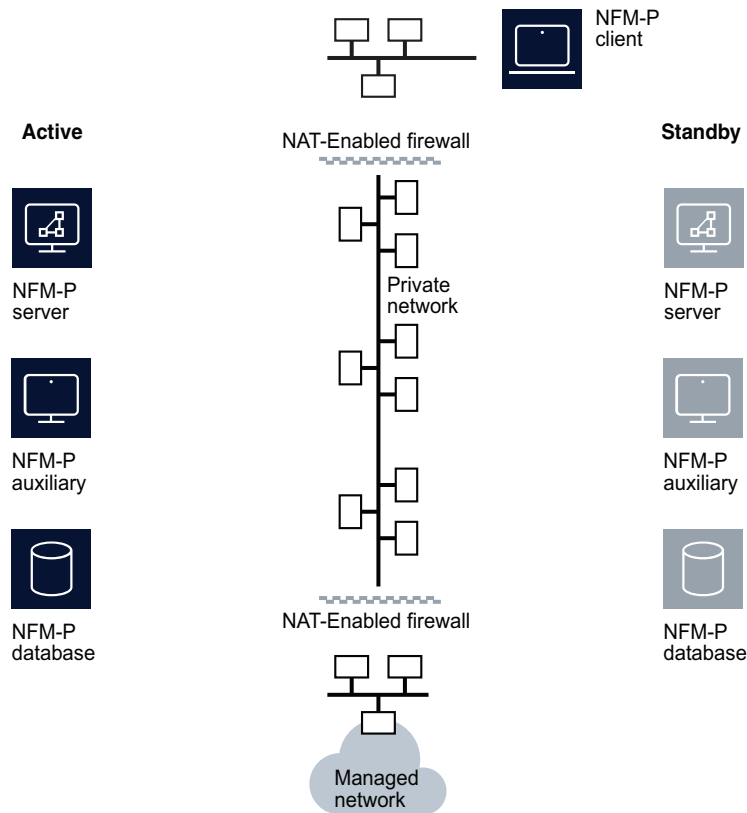 NFM-P
client
Active
NAT-Enabled firewall
Standby
NFM-P
server
Private
network
NFM-P
server
NFM-P
auxiliary
NFM-P
auxiliary
NAT-Enabled firewall
NFM-P
database
NFM-P
database
Managed
network